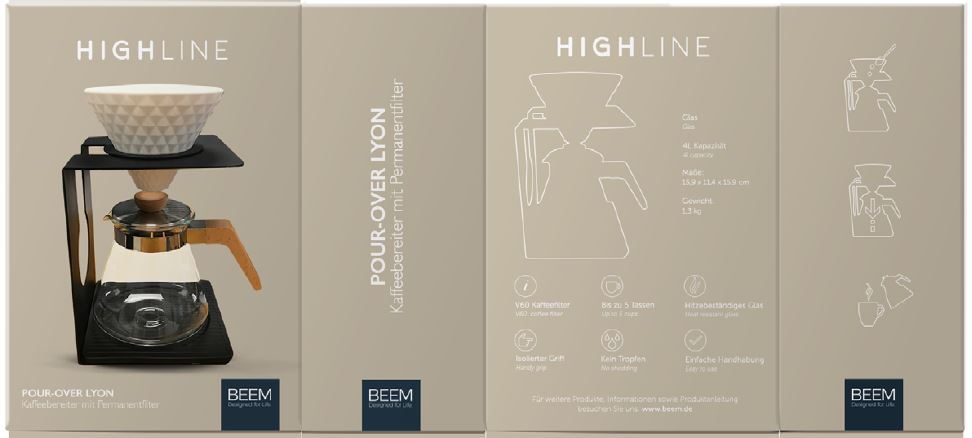 HIGHLINE
POUR-OVER LYON
Kaffeebereiter mit Permanentfilter
BEEM
Designed for Life
POUR-OVER LYON
Kaffeebereiter mit Permanentfilter
BEEM
Designed for Life
HIGHLINE
Glas
Glas
4L Kapazität
4l capacity
Maße:
15,9 x 11,4 x 15,9 cm
Gewicht:
1,3 kg
i
V60 Kaffeefilter
V60 coffee filter
Bis zu 5 Tassen
Up to 5 cups
Hitzebeständiges Glas
Heat resistant glass
Isolierter Griff
Handy grip
Kein Tropfen
No shedding
Einfache Handhabung
Easy to use
Für weitere Produkte, Informationen sowie Produktanleitung
besuchen Sie uns: www.beem.de
BEEM
Designed for Life